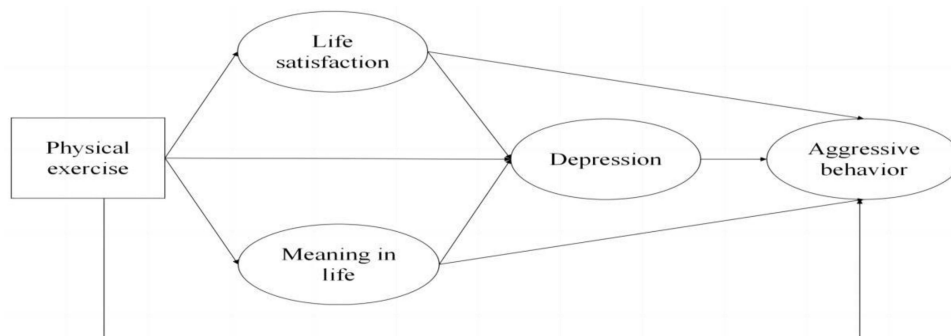 Life
satisfaction
Physical
exercise
Depression
Aggressive
behavior
Meaning in
life